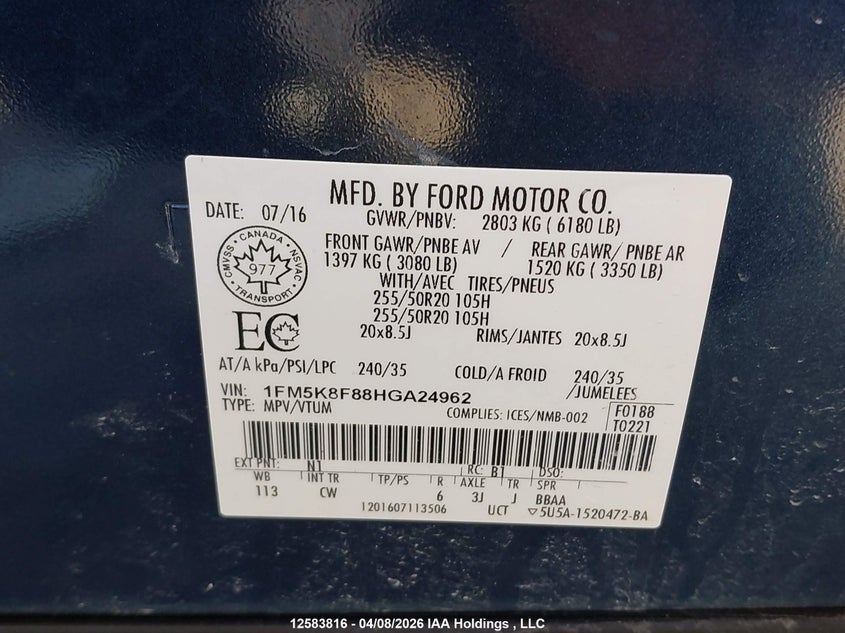 MFD. BY FORD MOTOR CO.
DATE: 07/16 GVWR/PNBV: 2803 KG ( 6180 LB)
FRONT GAWR/PNBE AV / REAR GAWR/ PNBE AR
1397 KG ( 3080 LB) 1520 KG ( 3350 LB)
WITH/AVEC TIRES/PNEUS
255/50R20 105H
255/50R20 105H
20x8.5J RIMS/JANTES 20x8.5J
CMVSS • CANADA • NSVAC
977
TRANSPORT
EC
AT/A kPa/PSI/LPC 240/35 COLD/A FROID 240/35
/JUMELEES
VIN: 1FM5K8F88HGA24962
TYPE: MPV/VTUM COMPLIES: ICES/NMB-002 F0188
T0221
EXT PNT: N1 RC: B1 DSO:
WB INT TR TP/PS R AXLE TR SPR
113 CW 6 3J J BBAA
1201607113506 UCT ▽5U5A-1520472-BA
12583816 - 04/08/2026 IAA Holdings , LLC